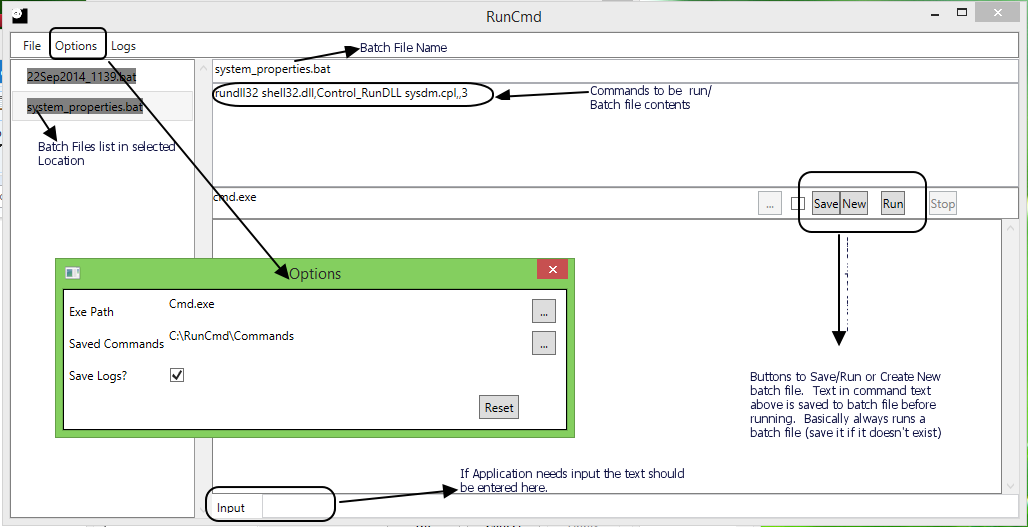 RunCmd
File Options Logs
Batch File Name
22Sep2014_1139.bat
system_properties.bat
system_properties.bat
rundll32 shell32.dll,Control_RunDLL sysdm.cpl,,3
Commands to be run/
Batch file contents
Batch Files list in selected
Location
cmd.exe
... Save New Run Stop
Options
Exe Path Cmd.exe ...
Saved Commands C:\RunCmd\Commands ...
Save Logs?
Reset
Buttons to Save/Run or Create New
batch file. Text in command text
above is saved to batch file before
running. Basically always runs a
batch file (save it if it doesn't exist)
If Application needs input the text should
be entered here.
Input